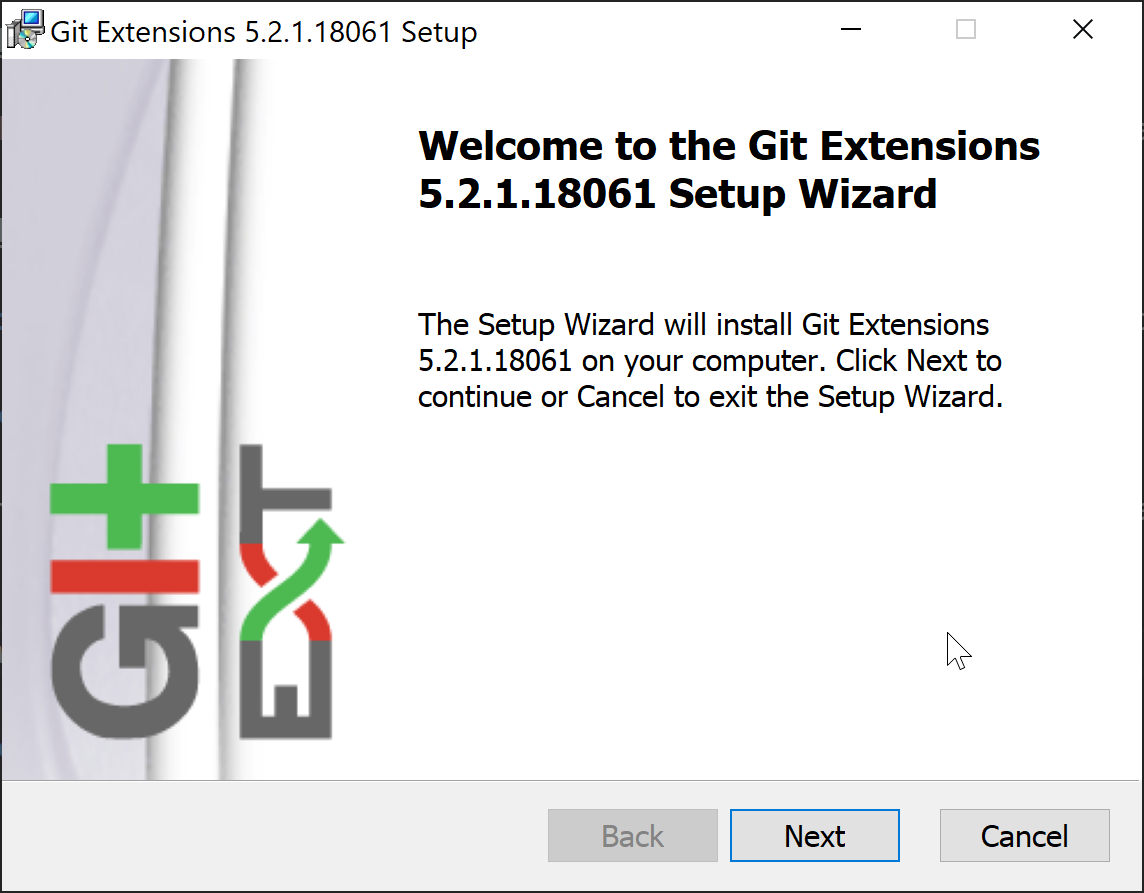 Git Extensions 5.2.1.18061 Setup
Welcome to the Git Extensions
5.2.1.18061 Setup Wizard
The Setup Wizard will install Git Extensions
5.2.1.18061 on your computer. Click Next to
continue or Cancel to exit the Setup Wizard.
GIt
EXT
Back
Next
Cancel